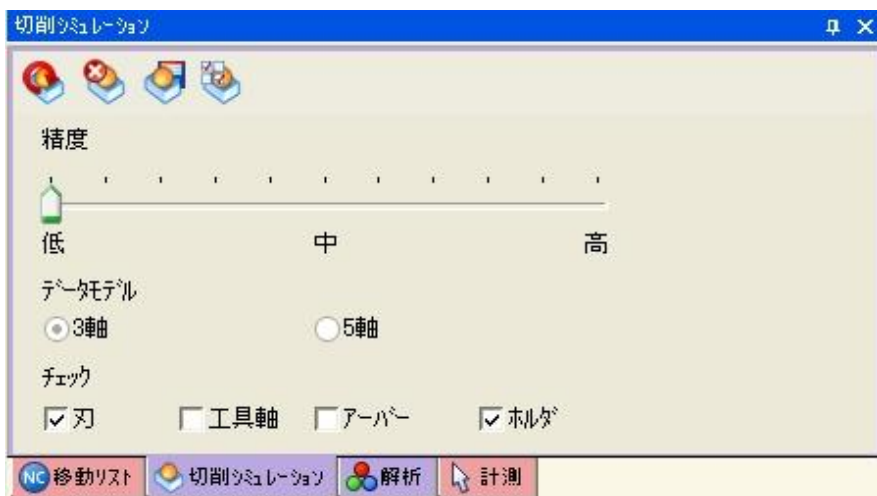 切削ｼﾐｭﾚｰｼｮﾝ
精度
低 中 高
ﾃﾞｰﾀﾓﾃﾞﾙ
3軸 5軸
ﾁｪｯｸ
刃 工具軸 ｱｰﾊﾞｰ ﾎﾙﾀﾞ
NC 移動ﾘｽﾄ 切削ｼﾐｭﾚｰｼｮﾝ 解析 計測